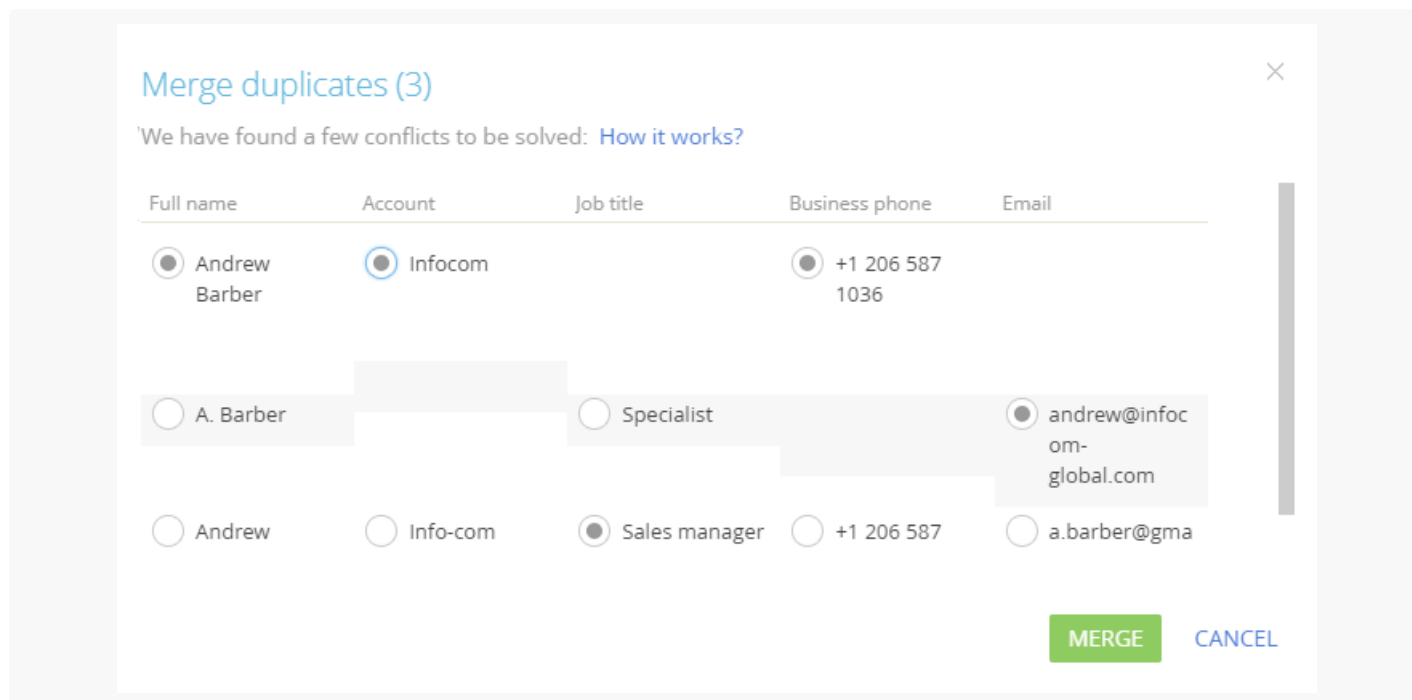 Merge duplicates (3)
We have found a few conflicts to be solved: How it works?
Full name Account Job title Business phone Email
Andrew Infocom +1 206 587
Barber 1036
A. Barber Specialist andrew@infoc
om-
global.com
Andrew Info-com Sales manager +1 206 587 a.barber@gma
MERGE CANCEL